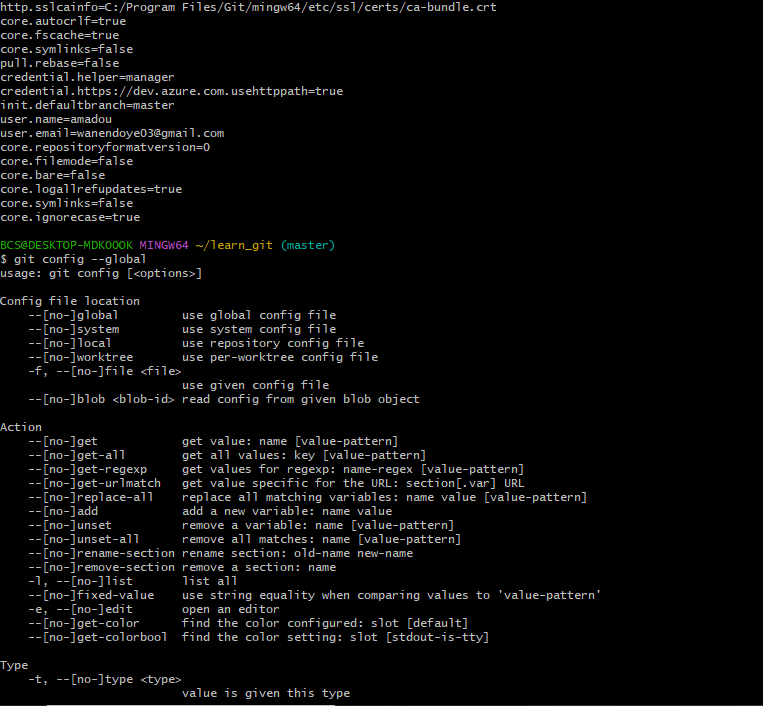 http.sslcainfo=C:/Program Files/Git/mingw64/etc/ssl/certs/ca-bundle.crt
core.autocrlf=true
core.fscache=true
core.symlinks=false
pull.rebase=false
credential.helper=manager
credential.https://dev.azure.com.usehttppath=true
init.defaultbranch=master
user.name=amadou
user.email=wanendoye03@gmail.com
core.repositoryformatversion=0
core.filemode=false
core.bare=false
core.logallrefupdates=true
core.symlinks=false
core.ignorecase=true

BCS@DESKTOP-MDKOOOK MINGW64 ~/learn_git (master)
$ git config --global
usage: git config [<options>]

Config file location
    --[no-]global         use global config file
    --[no-]system         use system config file
    --[no-]local          use repository config file
    --[no-]worktree       use per-worktree config file
    -f, --[no-]file <file>
                          use given config file
    --[no-]blob <blob-id> read config from given blob object

Action
    --[no-]get            get value: name [value-pattern]
    --[no-]get-all        get all values: key [value-pattern]
    --[no-]get-regexp     get values for regexp: name-regex [value-pattern]
    --[no-]get-urlmatch   get value specific for the URL: section[.var] URL
    --[no-]replace-all    replace all matching variables: name value [value-pattern]
    --[no-]add            add a new variable: name value
    --[no-]unset          remove a variable: name [value-pattern]
    --[no-]unset-all      remove all matches: name [value-pattern]
    --[no-]rename-section rename section: old-name new-name
    --[no-]remove-section remove a section: name
    -l, --[no-]list       list all
    --[no-]fixed-value    use string equality when comparing values to 'value-pattern'
    -e, --[no-]edit       open an editor
    --[no-]get-color      find the color configured: slot [default]
    --[no-]get-colorbool  find the color setting: slot [stdout-is-tty]

Type
    -t, --[no-]type <type>
                          value is given this type